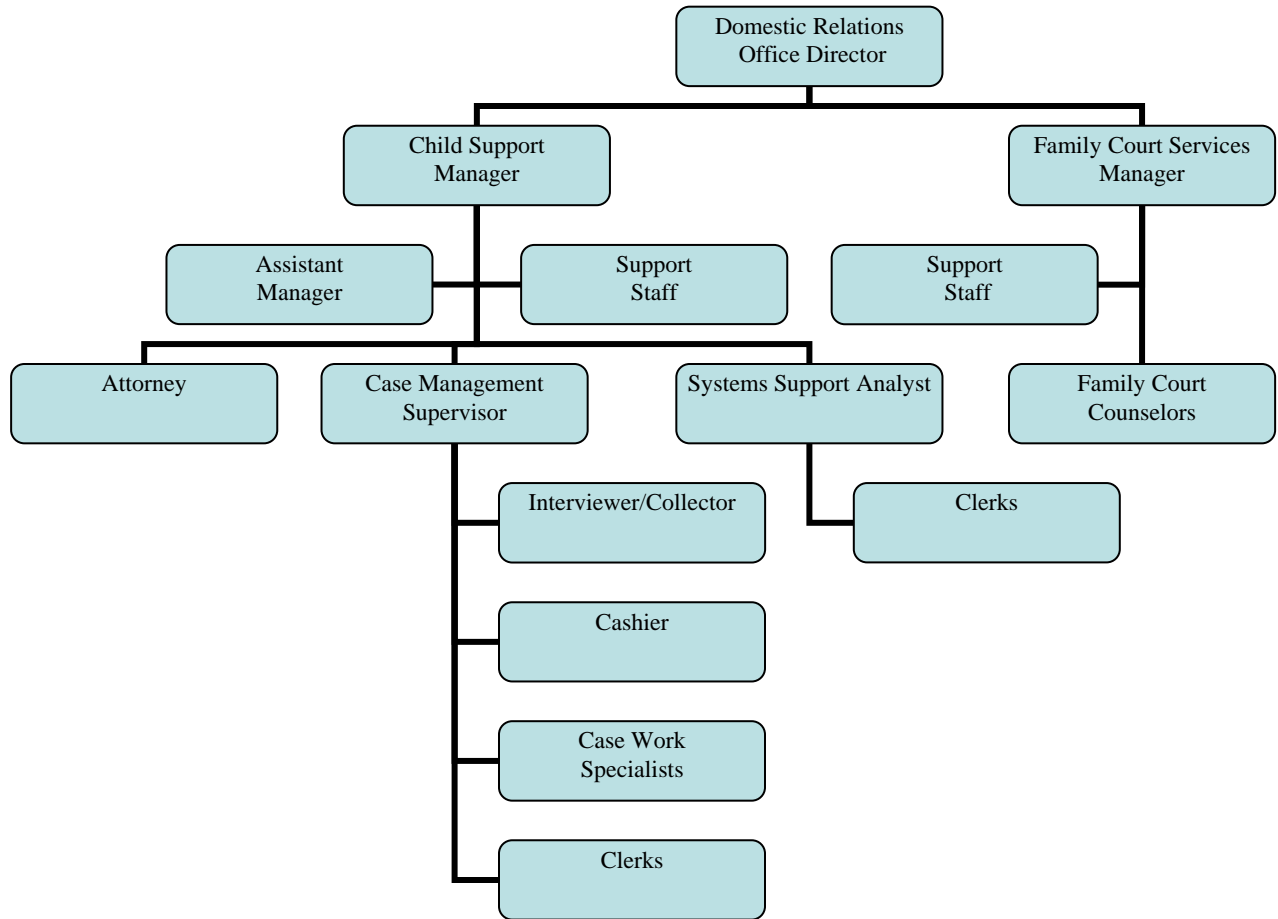 Domestic Relations
Office Director
Child Support
Manager
Family Court Services
Manager
Assistant
Manager
Support
Staff
Support
Staff
Attorney
Case Management
Supervisor
Systems Support Analyst
Family Court
Counselors
Interviewer/Collector
Clerks
Cashier
Case Work
Specialists
Clerks